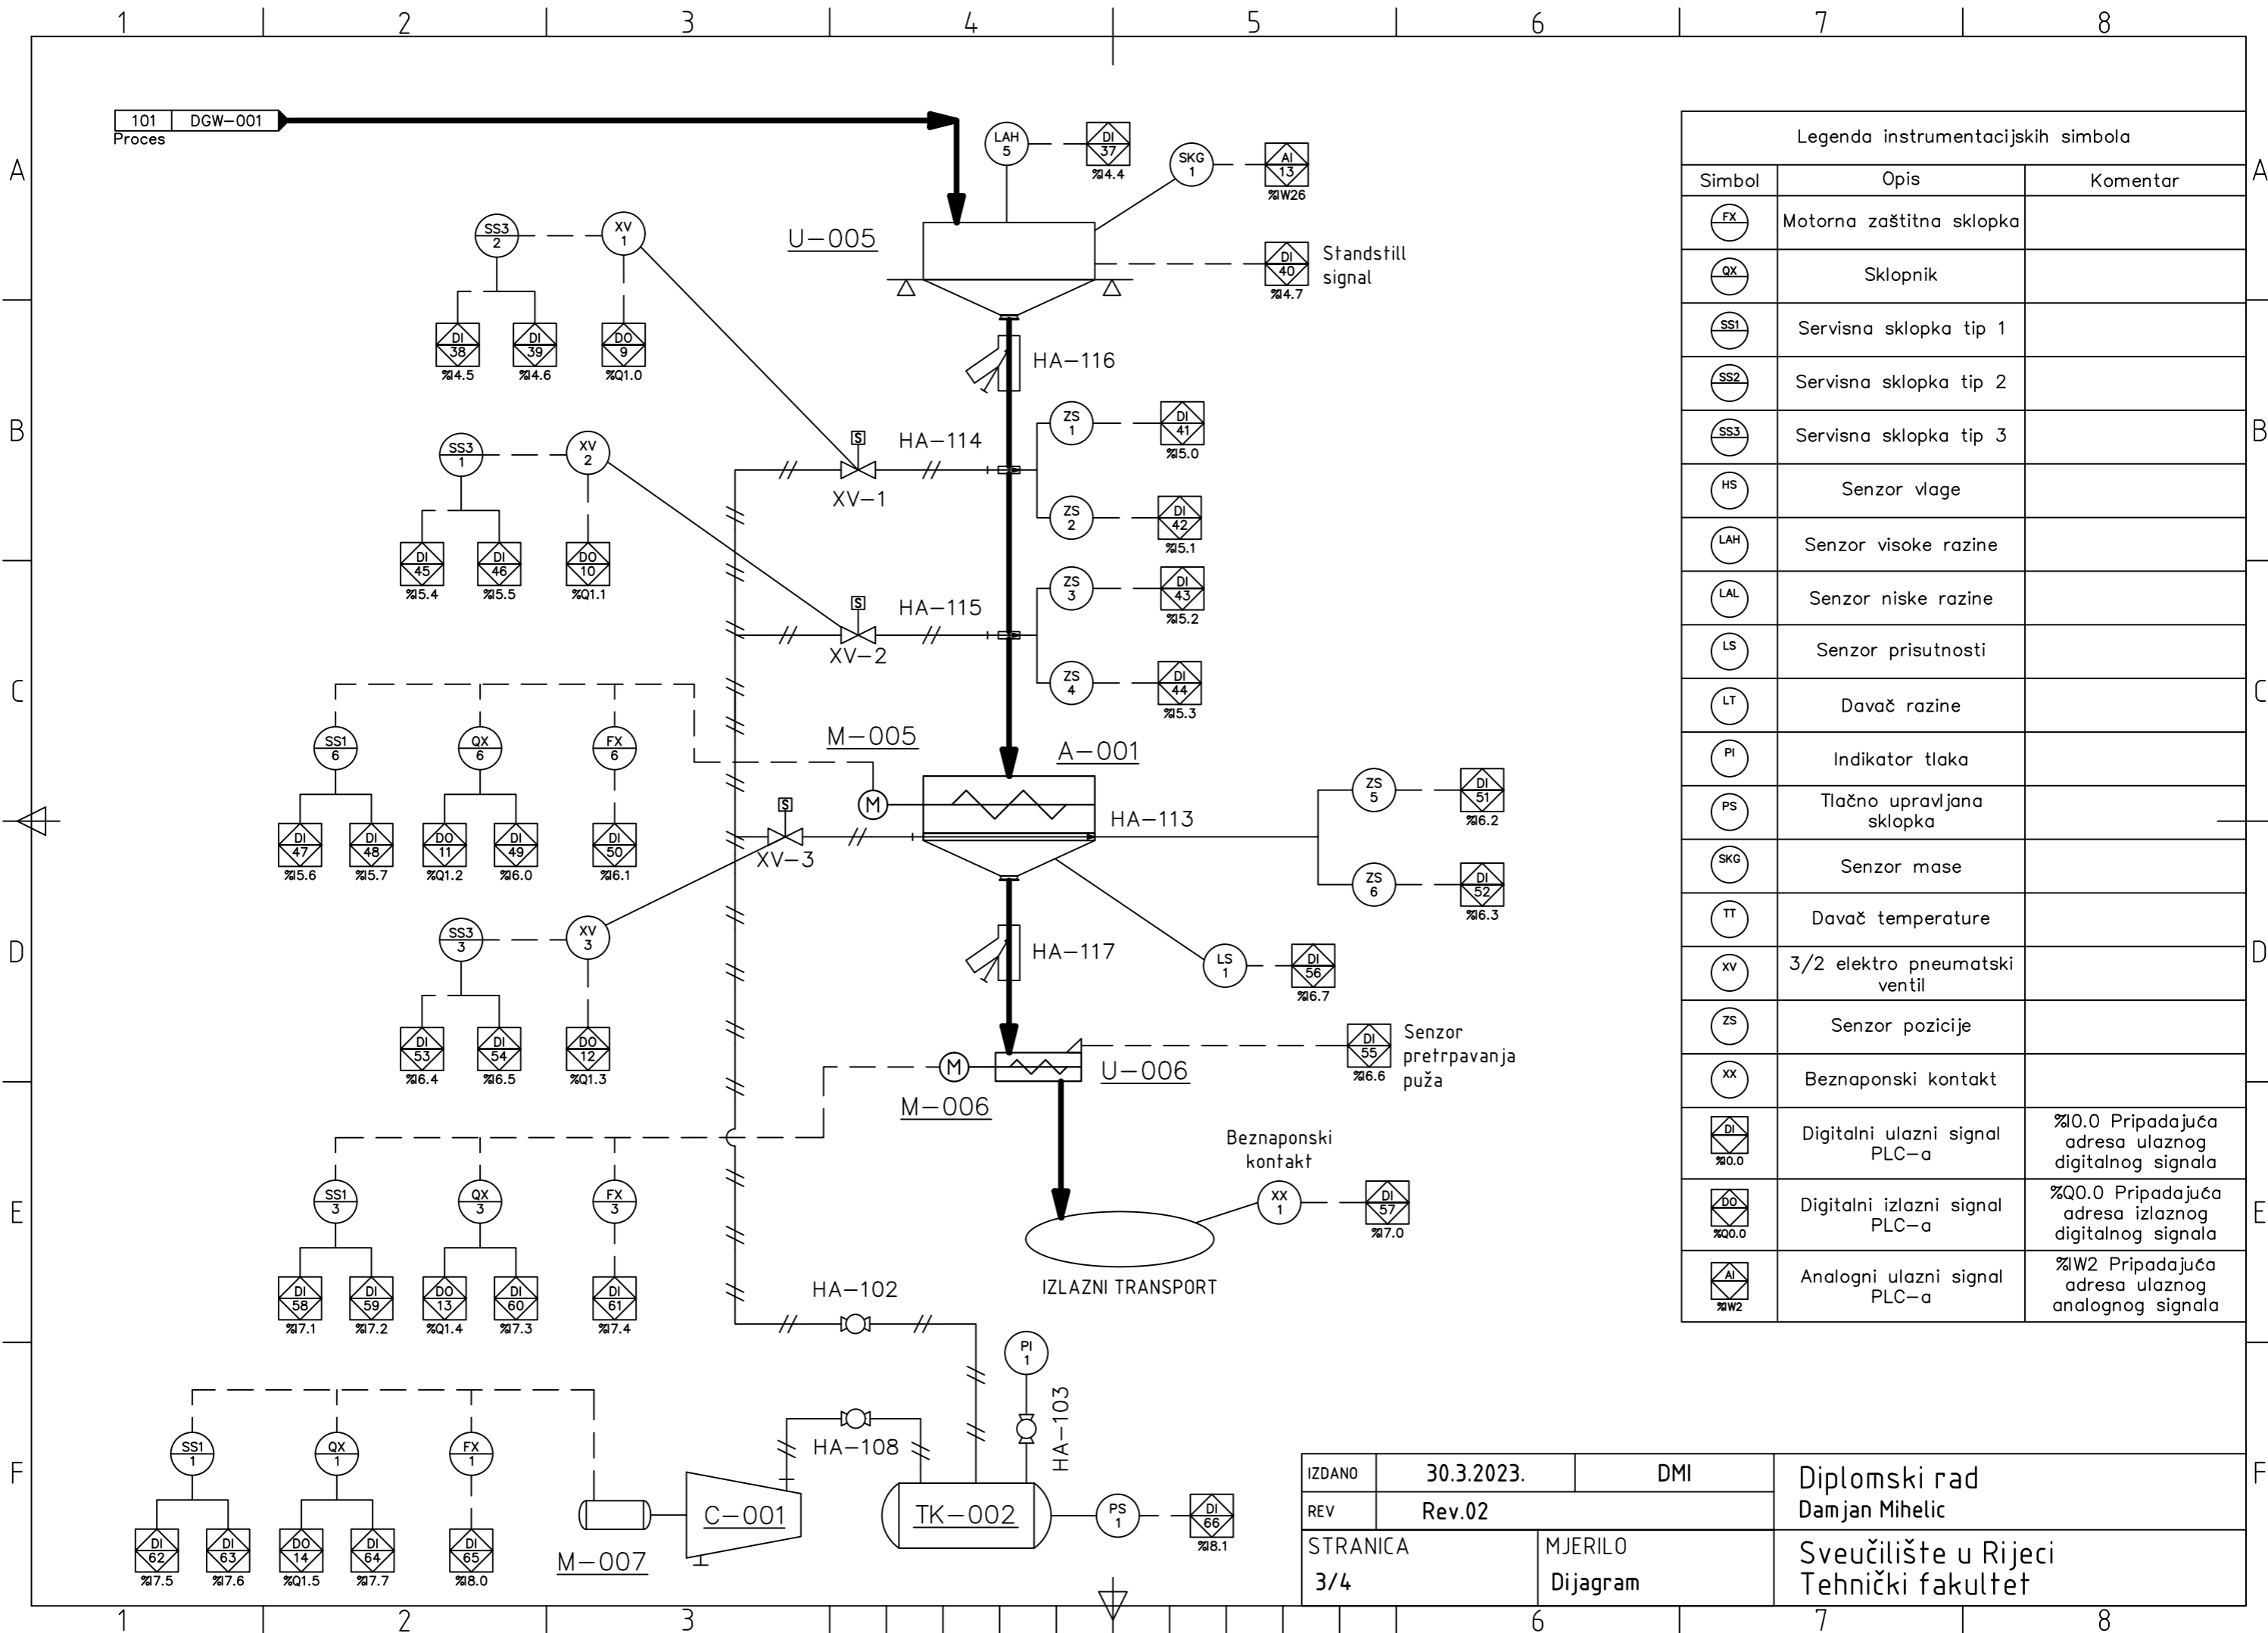 1 2 3 4 5 6 7 8
A
B
C
D
E
F
A
B
C
D
E
F
1 2 3 6 7 8
101 DGW-001
Proces
LAH
5
DI
37
%I4.4
SKG
1
AI
13
%IW26
U-005
DI
40
%I4.7
Standstill
signal
SS3
2
XV
1
DI
38
%I4.5
DI
39
%I4.6
DO
9
%Q1.0
HA-116
SS3
1
XV
2
DI
45
%I5.4
DI
46
%I5.5
DO
10
%Q1.1
S
HA-114
XV-1
ZS
1
DI
41
%I5.0
ZS
2
DI
42
%I5.1
S
HA-115
XV-2
ZS
3
DI
43
%I5.2
ZS
4
DI
44
%I5.3
SS1
6
QX
6
FX
6
DI
47
%I5.6
DI
48
%I5.7
DO
11
%Q1.2
DI
49
%I6.0
DI
50
%I6.1
M-005
A-001
M
S
XV-3
HA-113
ZS
5
DI
51
%I6.2
ZS
6
DI
52
%I6.3
SS3
3
XV
3
DI
53
%I6.4
DI
54
%I6.5
DO
12
%Q1.3
HA-117
LS
1
DI
56
%I6.7
DI
55
%I6.6
Senzor
pretrpavanja
puža
M
U-006
M-006
SS1
3
QX
3
FX
3
DI
58
%I7.1
DI
59
%I7.2
DO
13
%Q1.4
DI
60
%I7.3
DI
61
%I7.4
Beznaponski
kontakt
XX
1
DI
57
%I7.0
IZLAZNI TRANSPORT
HA-102
PI
1
HA-103
HA-108
SS1
1
QX
1
FX
1
DI
62
%I7.5
DI
63
%I7.6
DO
14
%Q1.5
DI
64
%I7.7
DI
65
%I8.0
M-007
C-001
TK-002
PS
1
DI
66
%I8.1
Legenda instrumentacijskih simbola
Simbol Opis Komentar
FX Motorna zaštitna sklopka
QX Sklopnik
SS1 Servisna sklopka tip 1
SS2 Servisna sklopka tip 2
SS3 Servisna sklopka tip 3
HS Senzor vlage
LAH Senzor visoke razine
LAL Senzor niske razine
LS Senzor prisutnosti
LT Davač razine
PI Indikator tlaka
PS Tlačno upravljana
sklopka
SKG Senzor mase
TT Davač temperature
XV 3/2 elektro pneumatski
ventil
ZS Senzor pozicije
XX Beznaponski kontakt
DI
%I0.0
Digitalni ulazni signal
PLC-a
%I0.0 Pripadajuća
adresa ulaznog
digitalnog signala
DO
%Q0.0
Digitalni izlazni signal
PLC-a
%Q0.0 Pripadajuća
adresa izlaznog
digitalnog signala
AI
%IW2
Analogni ulazni signal
PLC-a
%IW2 Pripadajuća
adresa ulaznog
analognog signala
IZDANO 30.3.2023. DMI
REV Rev.02
Diplomski rad
Damjan Mihelic
STRANICA
3/4
MJERILO
Dijagram
Sveučilište u Rijeci
Tehnički fakultet